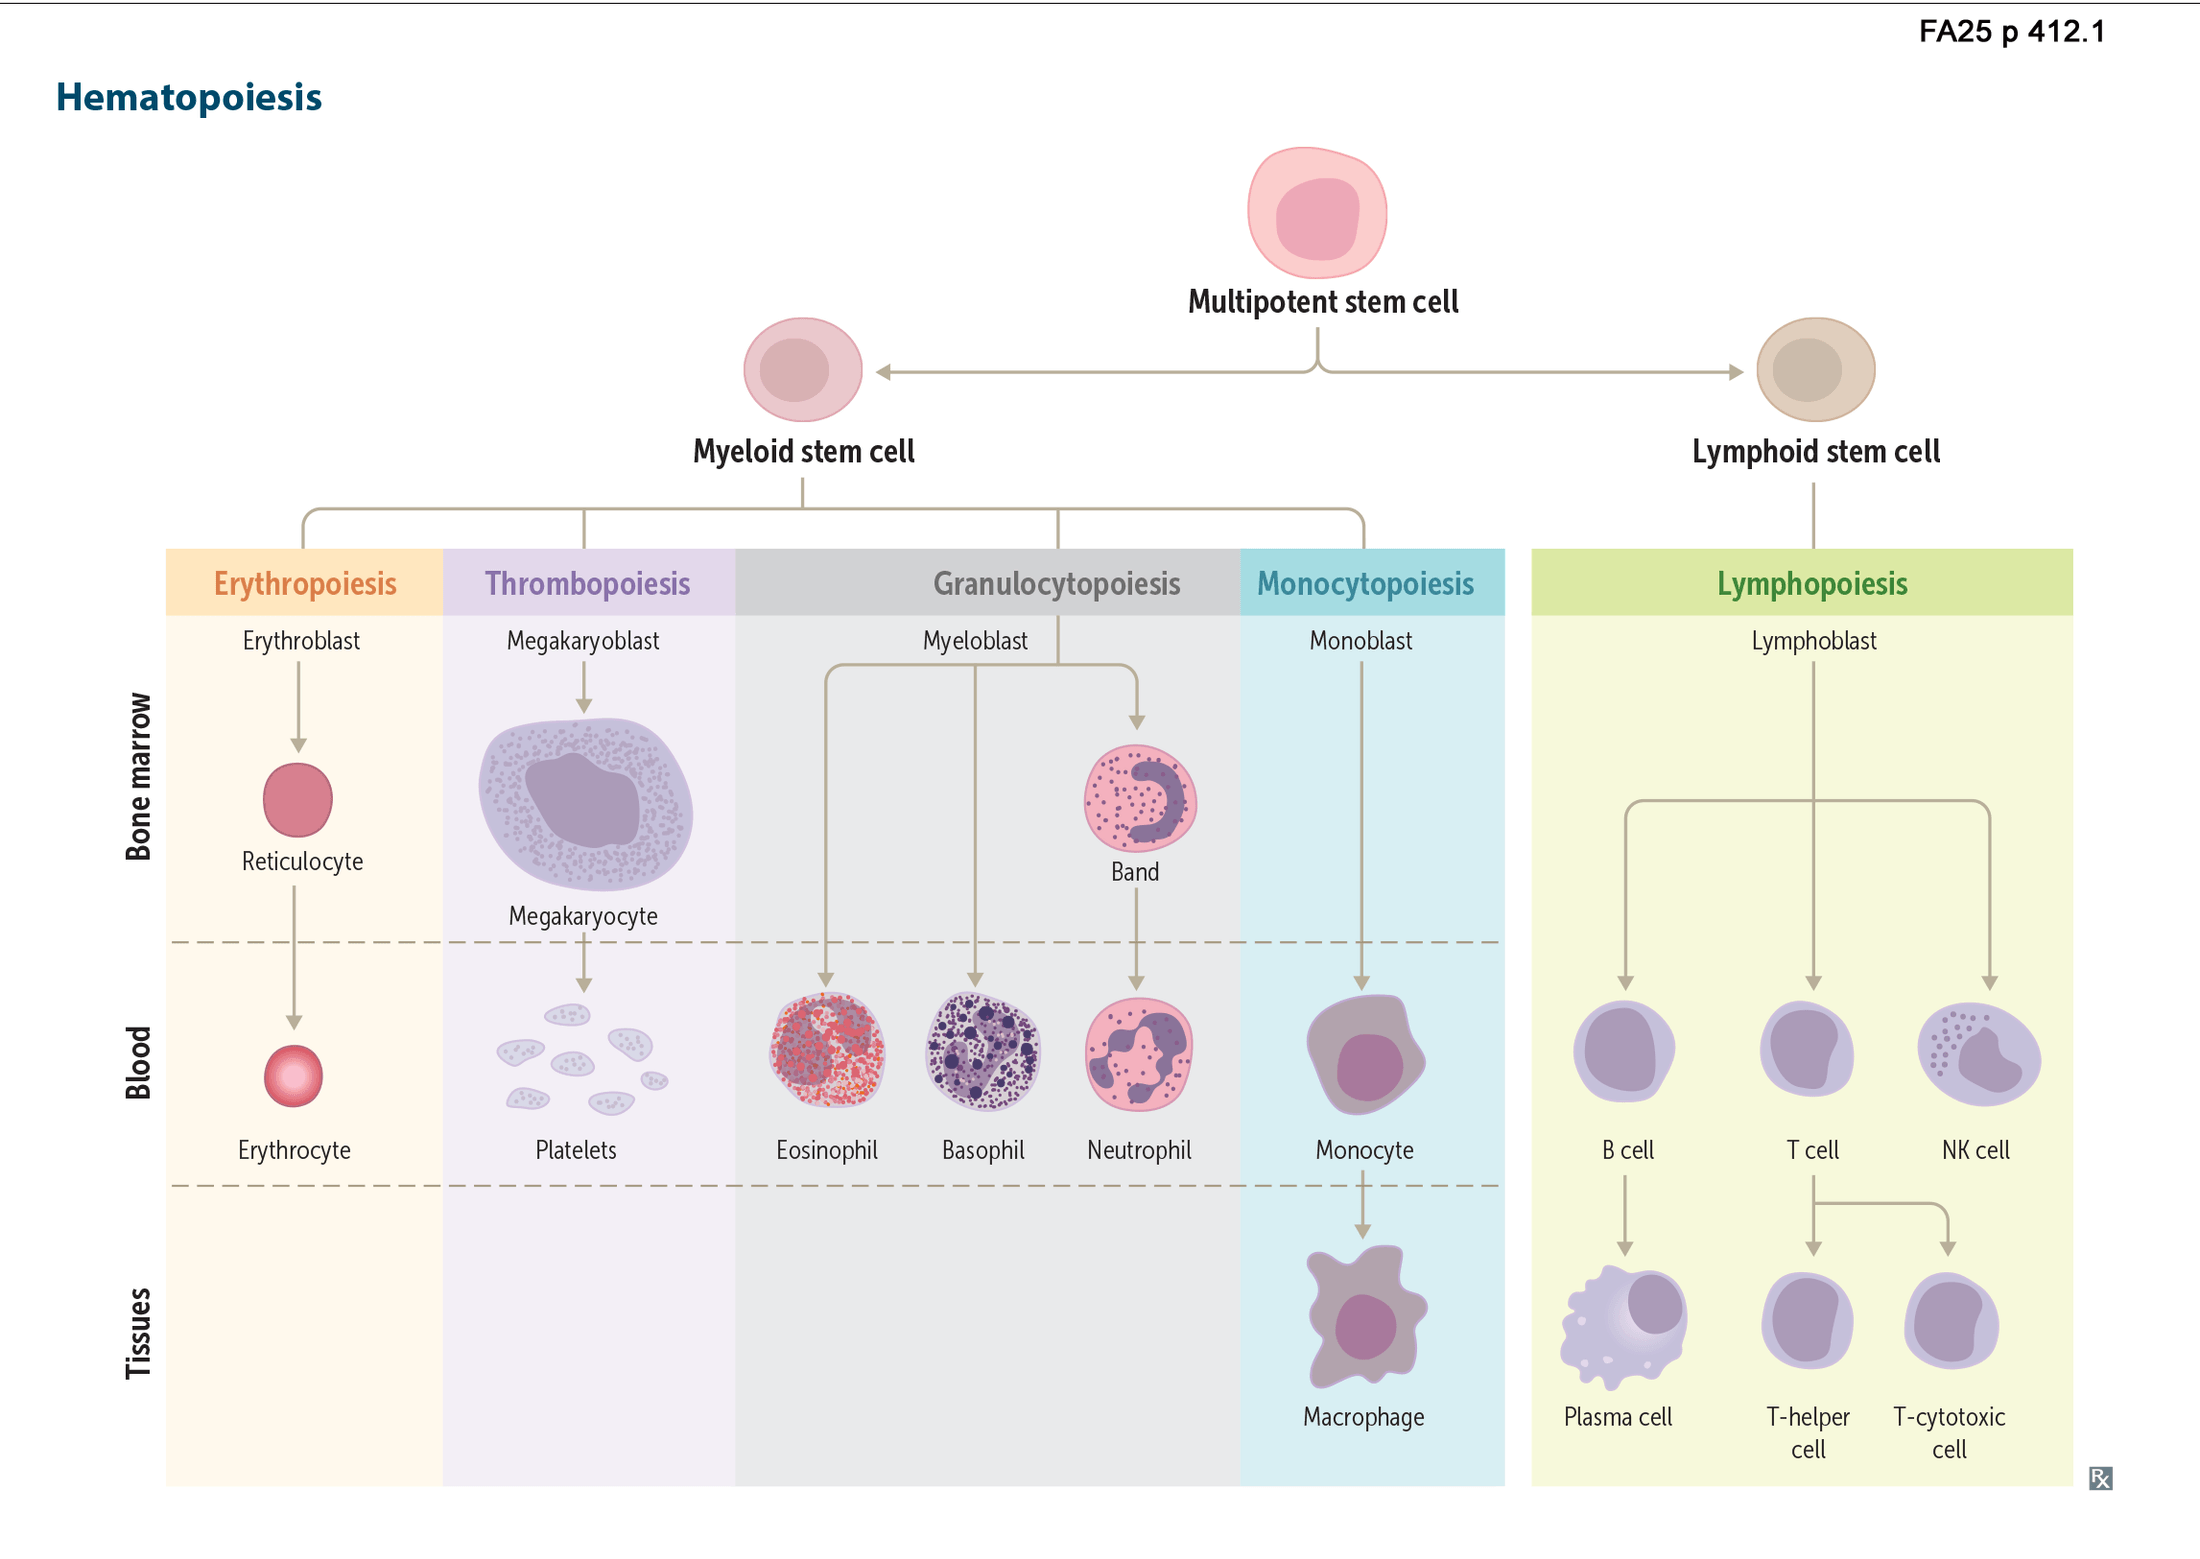 FA25 p 412.1
Hematopoiesis
Multipotent stem cell
Myeloid stem cell
Lymphoid stem cell
Erythropoiesis
Thrombopoiesis
Granulocytopoiesis
Monocytopoiesis
Lymphopoiesis
Erythroblast
Megakaryoblast
Myeloblast
Monoblast
Lymphoblast
Bone marrow
Reticulocyte
Band
Megakaryocyte
Blood
Erythrocyte
Platelets
Eosinophil
Basophil
Neutrophil
Monocyte
B cell
T cell
NK cell
Tissues
Macrophage
Plasma cell
T-helper
cell
T-cytotoxic
cell
Rx